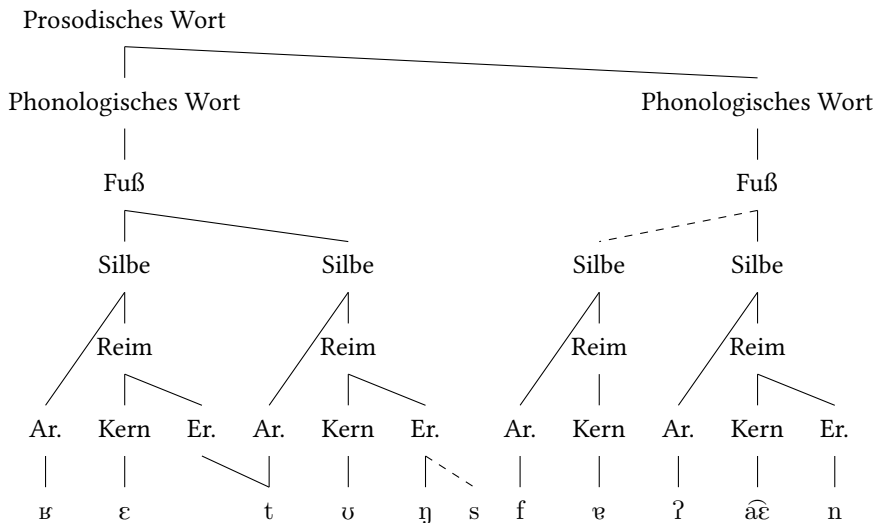 Prosodisches Wort
Phonologisches Wort Phonologisches Wort
Fuß Fuß
Silbe Silbe Silbe Silbe
Reim Reim Reim Reim
Ar. Kern Er. Ar. Kern Er. Ar. Kern Ar. Kern Er.
ʁ ɛ t ʊ ŋ s f ɐ ʔ a͡ɛ n